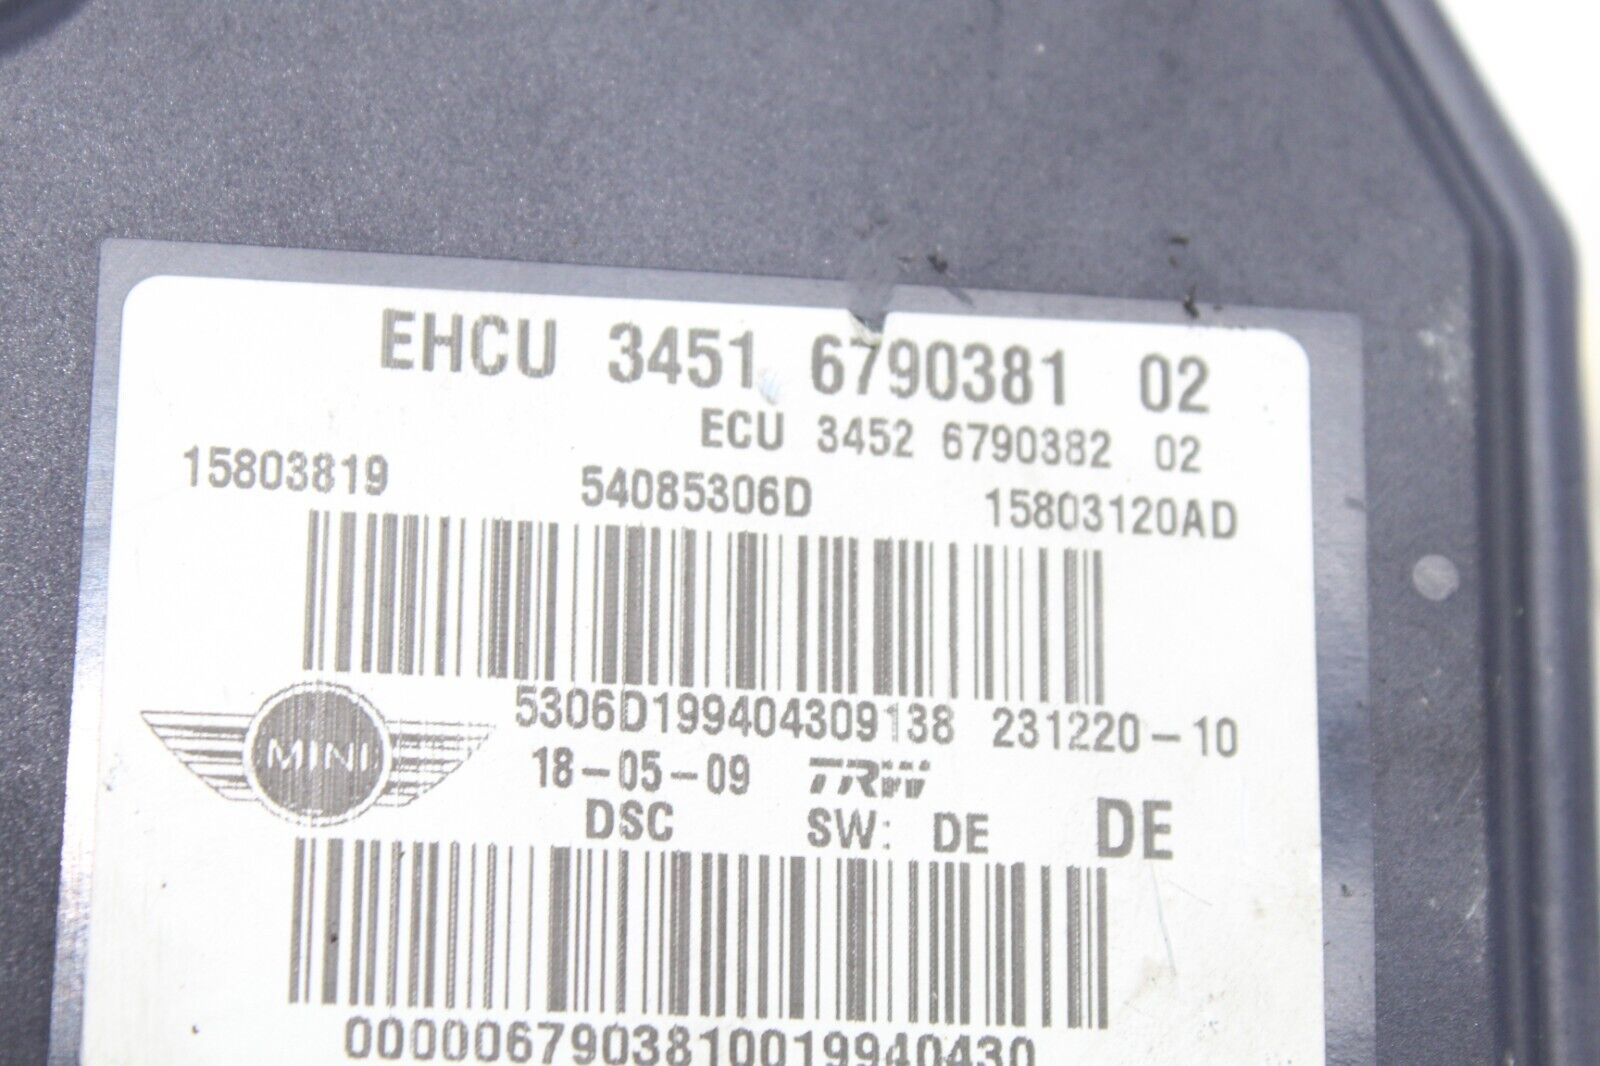 EHCU 3451 6790381 02
ECU 3452 6790382 02
15803819 54085306D 15803120AD
5306D199404309138 231220-10
MINI
18-05-09 TRW
DSC SW: DE DE
0000067903810019940430